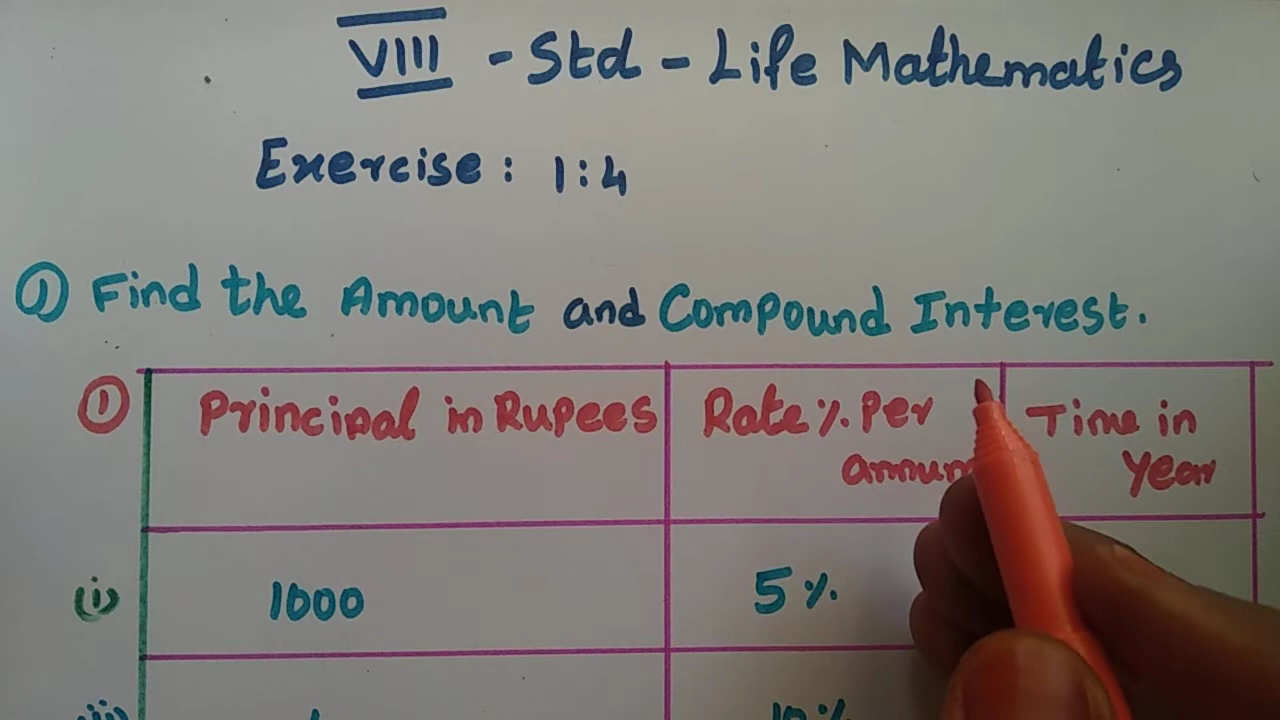 VIII - Std - Life Mathematics
Exercise : 1:4
① Find the Amount and Compound Interest.
① Principal in Rupees Rate % Per annum Time in Year
(i) 1000 5%
10%